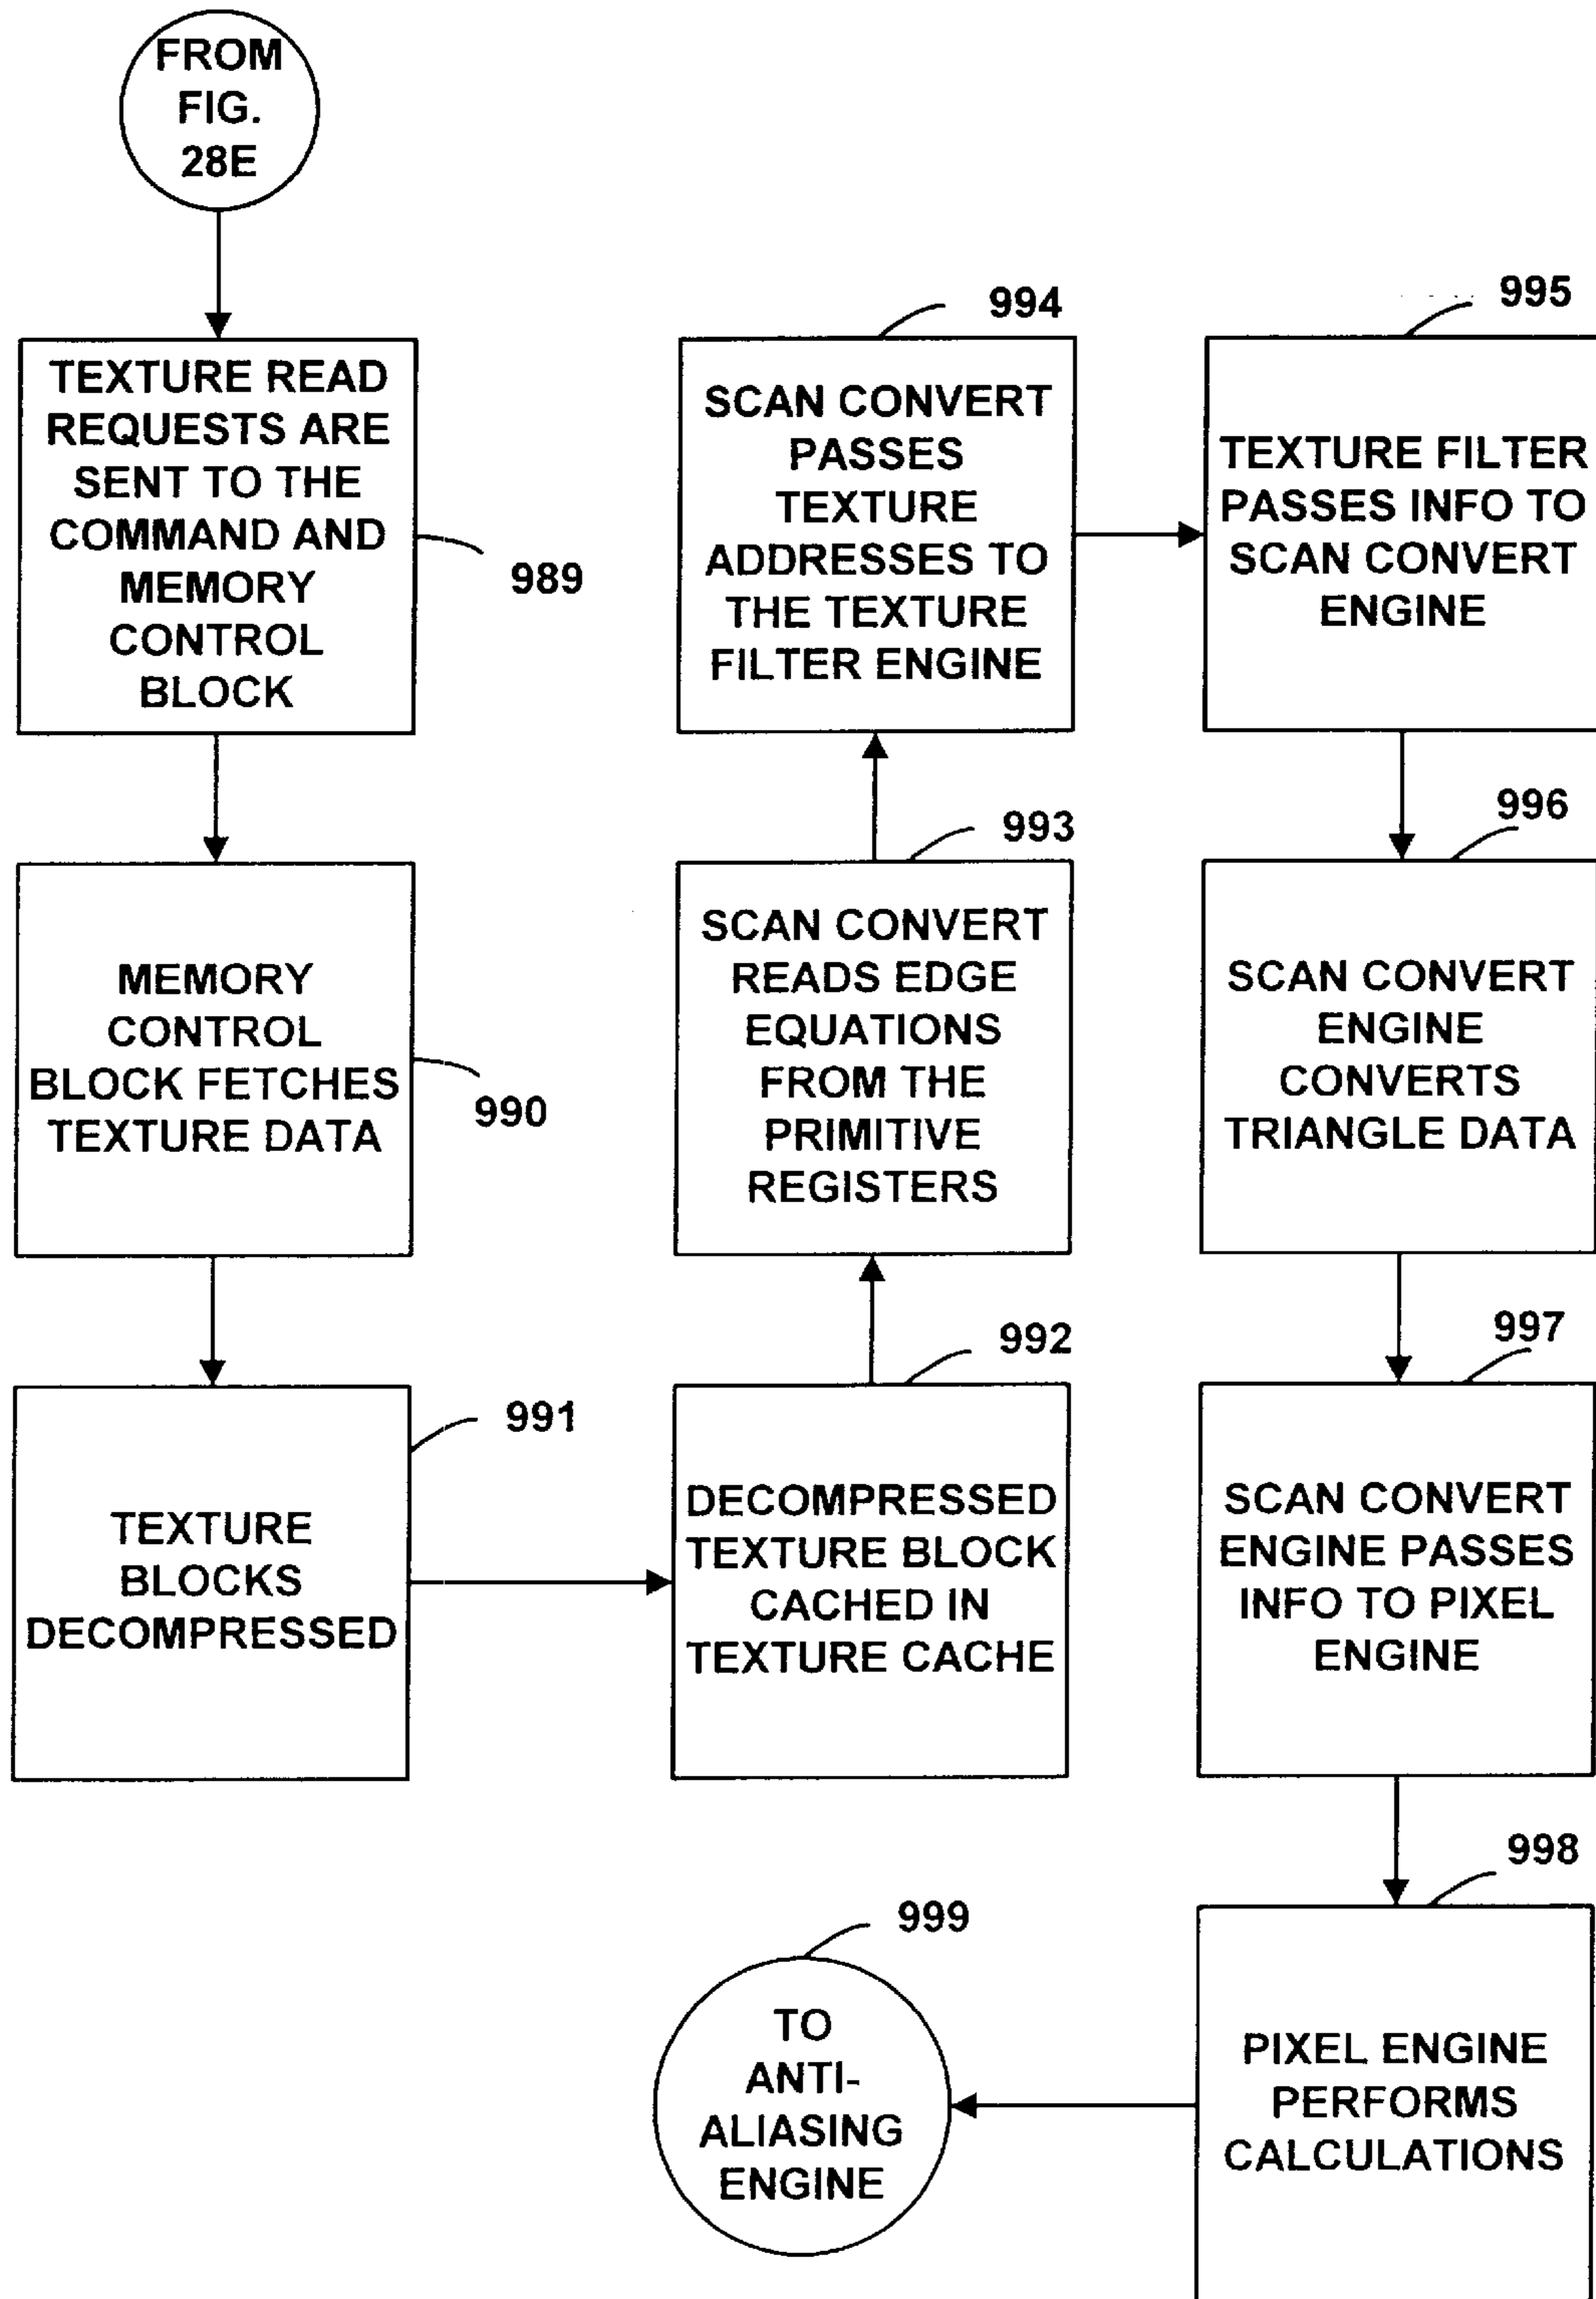 FROM
FIG.
28E
TEXTURE READ
REQUESTS ARE
SENT TO THE
COMMAND AND
MEMORY
CONTROL
BLOCK
989
MEMORY
CONTROL
BLOCK FETCHES
TEXTURE DATA
990
TEXTURE
BLOCKS
DECOMPRESSED
991
DECOMPRESSED
TEXTURE BLOCK
CACHED IN
TEXTURE CACHE
992
SCAN CONVERT
READS EDGE
EQUATIONS
FROM THE
PRIMITIVE
REGISTERS
993
SCAN CONVERT
PASSES
TEXTURE
ADDRESSES TO
THE TEXTURE
FILTER ENGINE
994
TEXTURE FILTER
PASSES INFO TO
SCAN CONVERT
ENGINE
995
SCAN CONVERT
ENGINE
CONVERTS
TRIANGLE DATA
996
SCAN CONVERT
ENGINE PASSES
INFO TO PIXEL
ENGINE
997
PIXEL ENGINE
PERFORMS
CALCULATIONS
998
TO
ANTI-
ALIASING
ENGINE
999